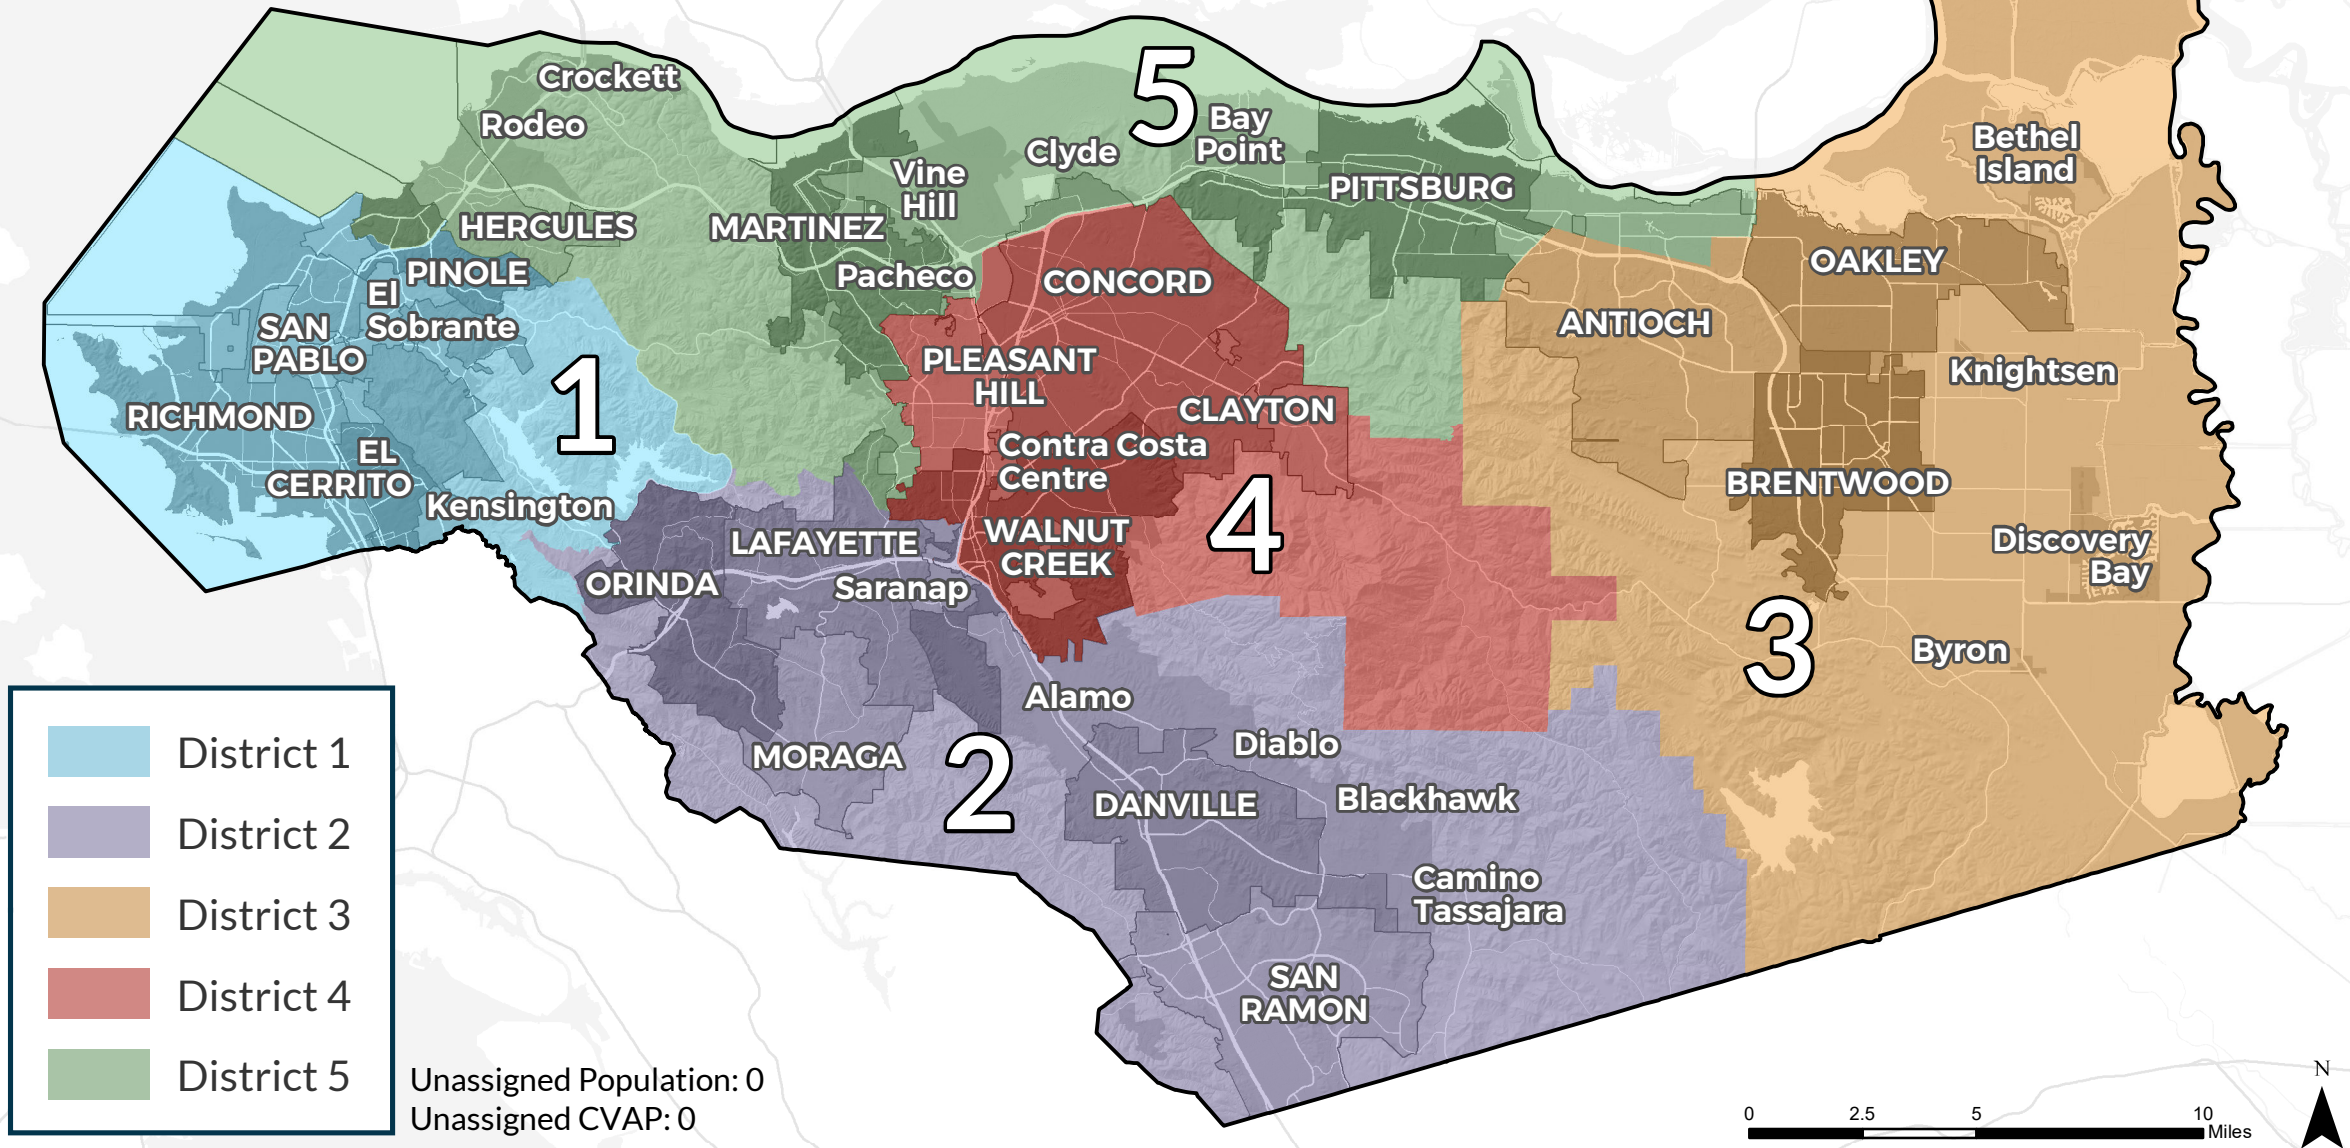 Crockett
Rodeo
5
Bay
Point
Clyde
Vine
Hill
PITTSBURG
Bethel
Island
HERCULES
MARTINEZ
PINOLE
Pacheco
CONCORD
OAKLEY
El
Sobrante
SAN
PABLO
ANTIOCH
PLEASANT
HILL
Knightsen
1
RICHMOND
CLAYTON
EL
CERRITO
Contra Costa
Centre
BRENTWOOD
Kensington
4
LAFAYETTE
WALNUT
CREEK
Discovery
Bay
ORINDA
Saranap
3
Byron
Alamo
MORAGA
2
Diablo
DANVILLE
Blackhawk
Camino
Tassajara
SAN
RAMON
District 1
District 2
District 3
District 4
District 5
Unassigned Population: 0
Unassigned CVAP: 0
N
0 2.5 5 10
Miles